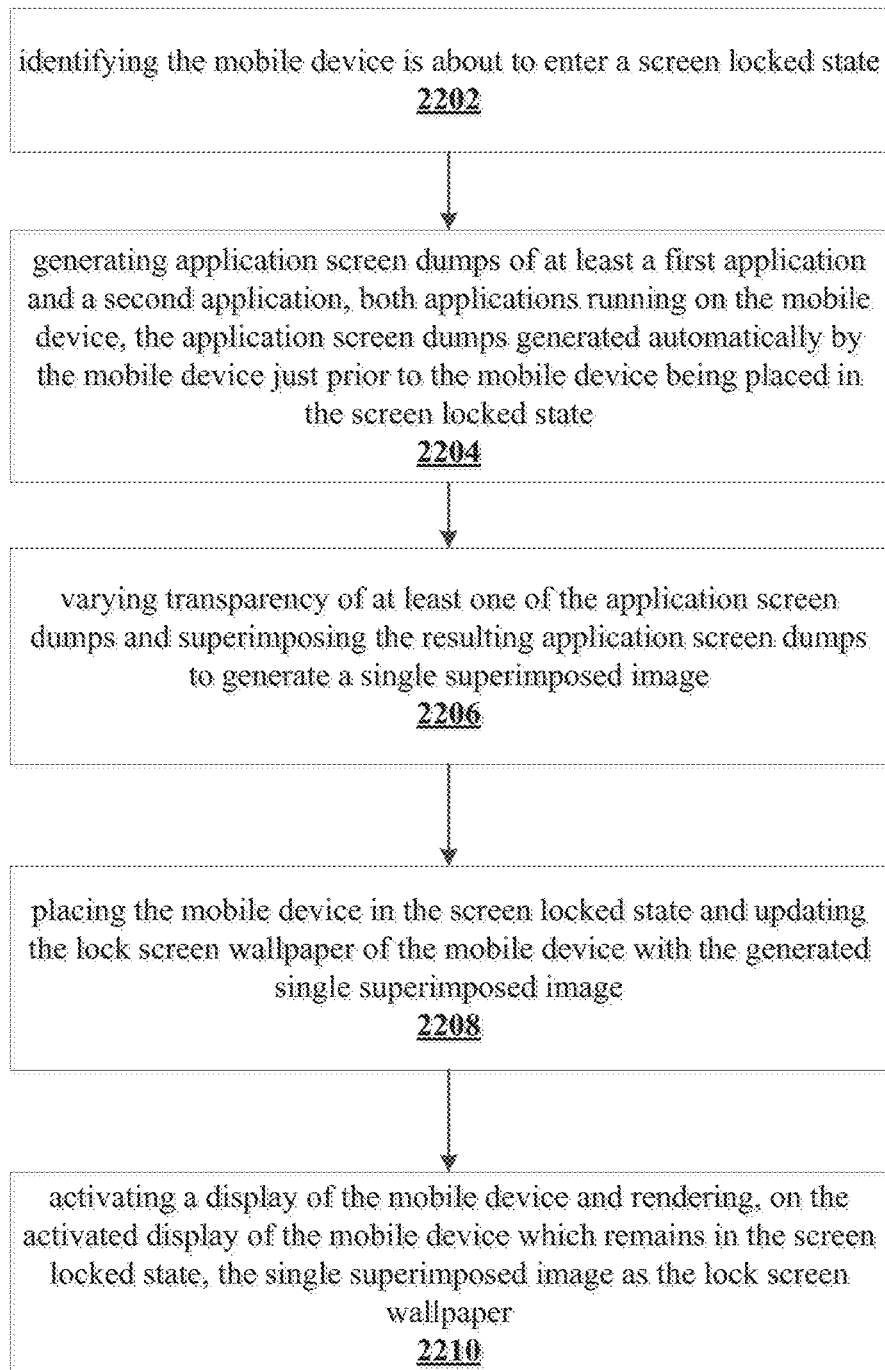 identifying the mobile device is about to enter a screen locked state
2202
generating application screen dumps of at least a first application
and a second application, both applications running on the mobile
device, the application screen dumps generated automatically by
the mobile device just prior to the mobile device being placed in
the screen locked state
2204
varying transparency of at least one of the application screen
dumps and superimposing the resulting application screen dumps
to generate a single superimposed image
2206
placing the mobile device in the screen locked state and updating
the lock screen wallpaper of the mobile device with the generated
single superimposed image
2208
activating a display of the mobile device and rendering, on the
activated display of the mobile device which remains in the screen
locked state, the single superimposed image as the lock screen
wallpaper
2210